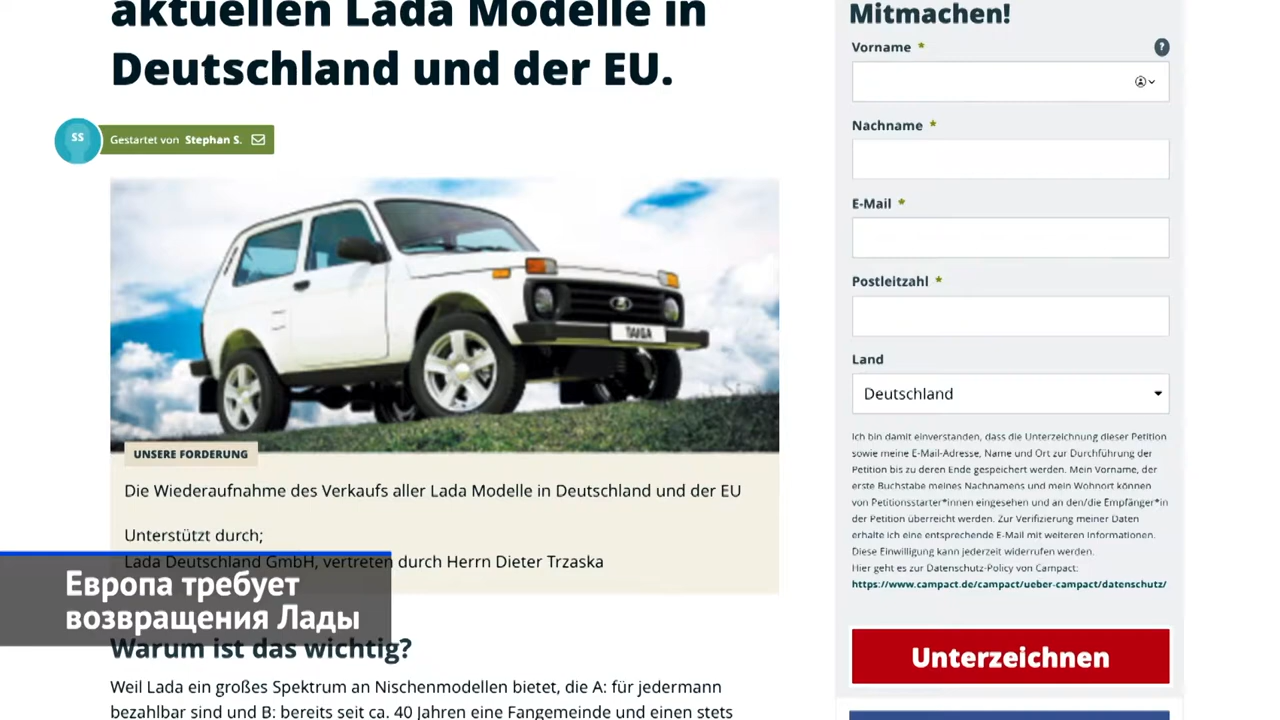 aktuellen Lada Modelle in
Deutschland und der EU.
SS
Gestartet von Stephan S.
TAIGA
UNSERE FORDERUNG
Die Wiederaufnahme des Verkaufs aller Lada Modelle in Deutschland und der EU
Unterstützt durch;
Lada Deutschland GmbH, vertreten durch Herrn Dieter Trzaska
Европа требует
возвращения Лады
Warum ist das wichtig?
Weil Lada ein großes Spektrum an Nischenmodellen bietet, die A: für jedermann
bezahlbar sind und B: bereits seit ca. 40 Jahren eine Fangemeinde und einen stets
Mitmachen!
Vorname *
?
Nachname *
E-Mail *
Postleitzahl *
Land
Deutschland
Ich bin damit einverstanden, dass die Unterzeichnung dieser Petition
sowie meine E-Mail-Adresse, Name und Ort zur Durchführung der
Petition bis zu deren Ende gespeichert werden. Mein Vorname, der
erste Buchstabe meines Nachnamens und mein Wohnort können
von Petitionsstarter*innen eingesehen und an den/die Empfänger*in
der Petition überreicht werden. Zur Verifizierung meiner Daten
erhalte ich eine entsprechende E-Mail mit weiteren Informationen.
Diese Einwilligung kann jederzeit widerrufen werden.
Hier geht es zur Datenschutz-Policy von Campact:
https://www.campact.de/campact/ueber-campact/datenschutz/
Unterzeichnen